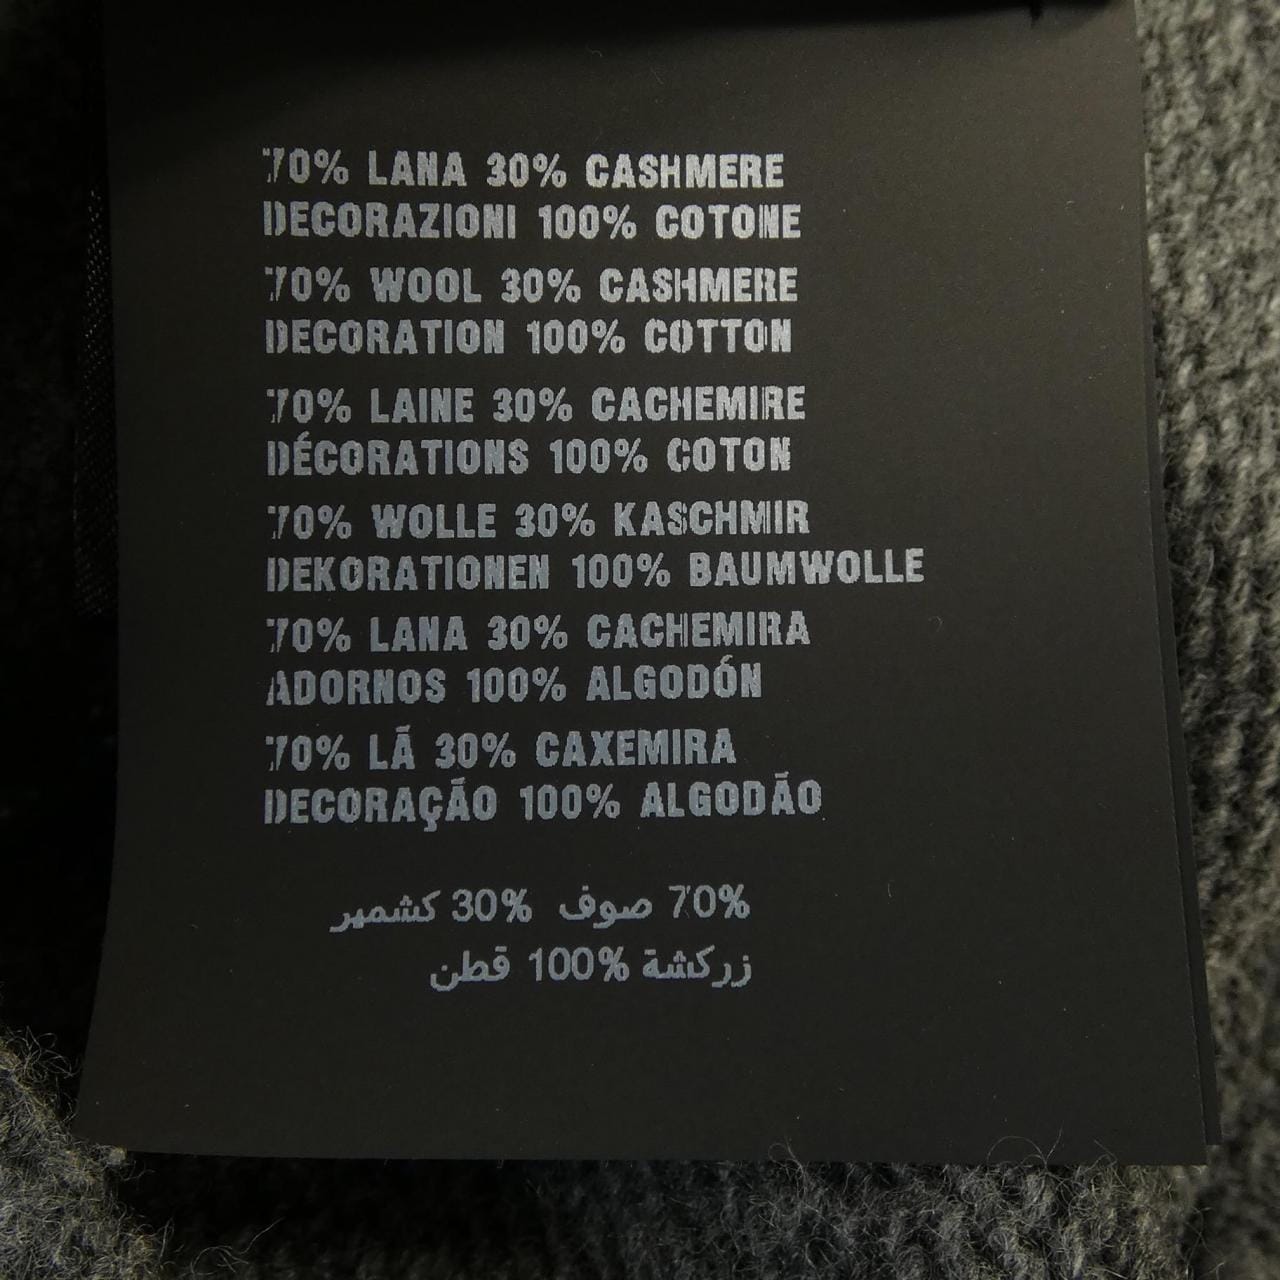 70% LANA 30% CASHMERE
DECORAZIONI 100% COTONE
70% WOOL 30% CASHMERE
DECORATION 100% COTTON
70% LAINE 30% CACHEMIRE
DÉCORATIONS 100% COTON
70% WOLLE 30% KASCHMIR
DEKORATIONEN 100% BAUMWOLLE
70% LANA 30% CACHEMIRA
ADORNOS 100% ALGODÓN
70% LÃ 30% CAXEMIRA
DECORAÇÃO 100% ALGODÃO
70% صوف 30% كشمير
زركشة 100% قطن